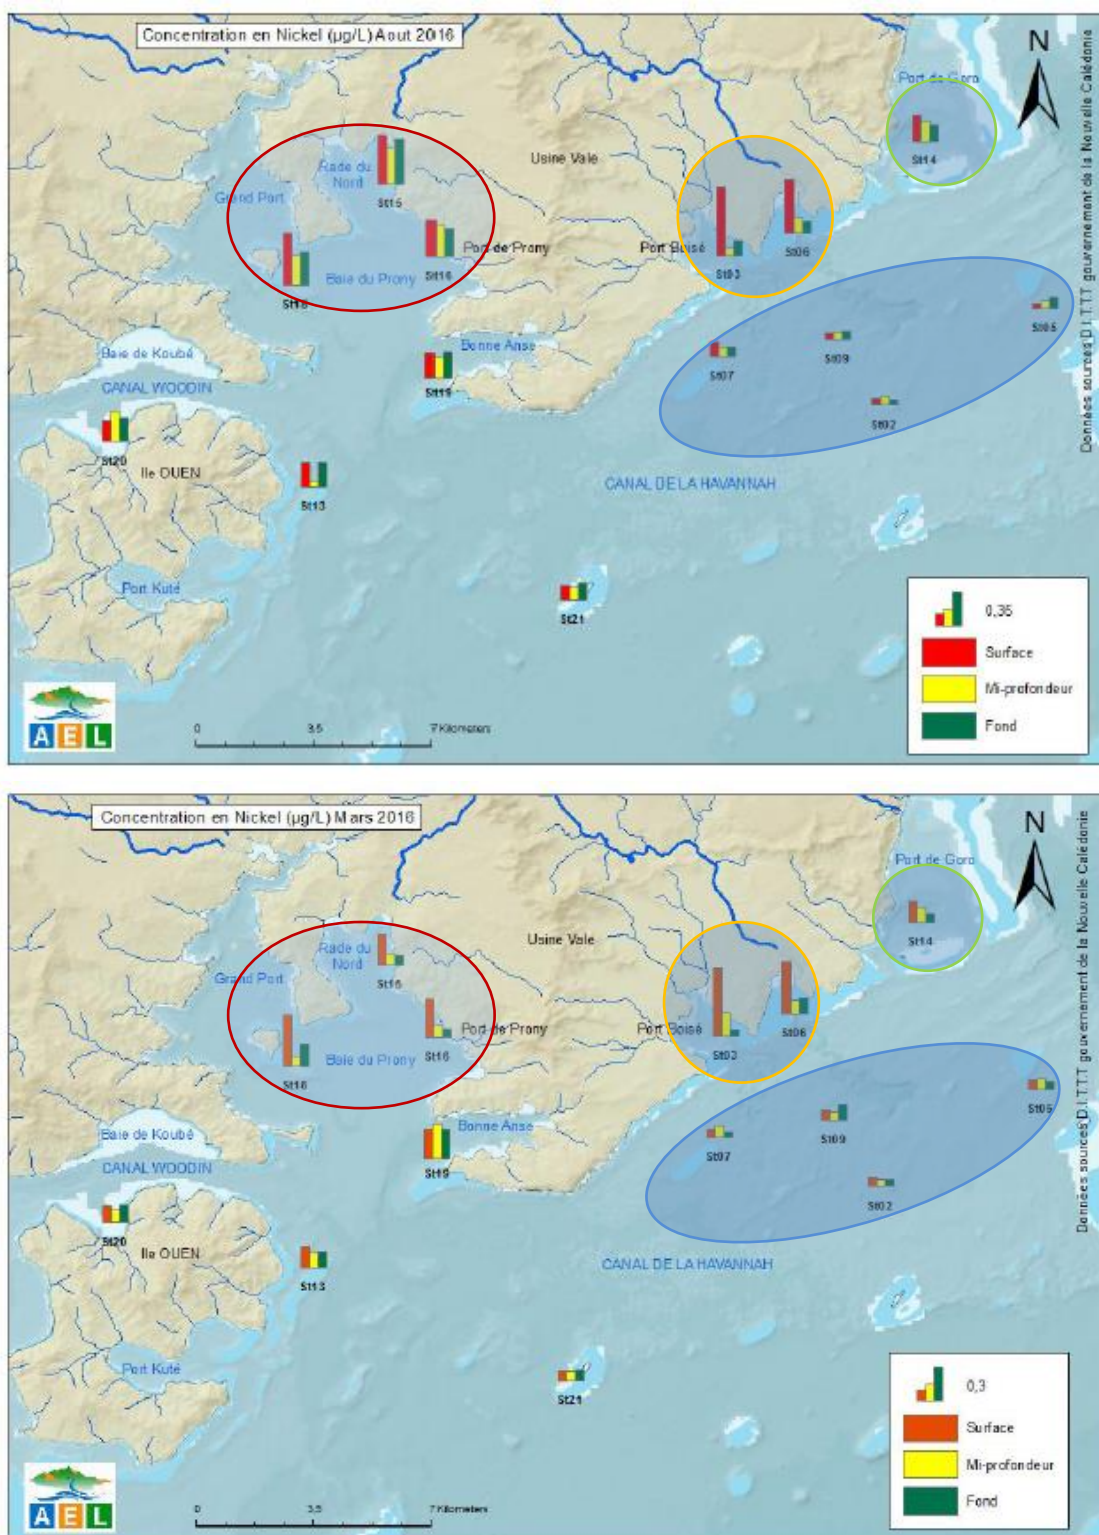 Concentration en Nickel (µg/L) Aout 2016
N
Port de Goro
St14
Rade du
Nord
St15
Usine Vale
Grand Port
Port de Prony
St16
Port Boisé
St03
St06
Baie du Prony
St18
St05
St09
St07
St02
Bonne Anse
St19
Baie de Koubé
CANAL WOODIN
St20
Ile OUEN
St13
CANAL DE LA HAVANNAH
Port Kuté
St21
0,35
Surface
Mi-profondeur
Fond
AEL
0 3,5 7 Kilometers
Données sources D.I.T.T.T gouvernement de la Nouvelle Calédonie
Concentration en Nickel (µg/L) Mars 2016
N
Port de Goro
St14
Rade du
Nord
St15
Usine Vale
Grand Port
Port de Prony
St16
Port Boisé
St03
St06
Baie du Prony
St18
St05
St09
St07
St02
Bonne Anse
St19
Baie de Koubé
CANAL WOODIN
St20
Ile OUEN
St13
CANAL DE LA HAVANNAH
Port Kuté
St21
0,3
Surface
Mi-profondeur
Fond
AEL
0 3,5 7 Kilometers
Données sources D.I.T.T.T gouvernement de la Nouvelle Calédonie